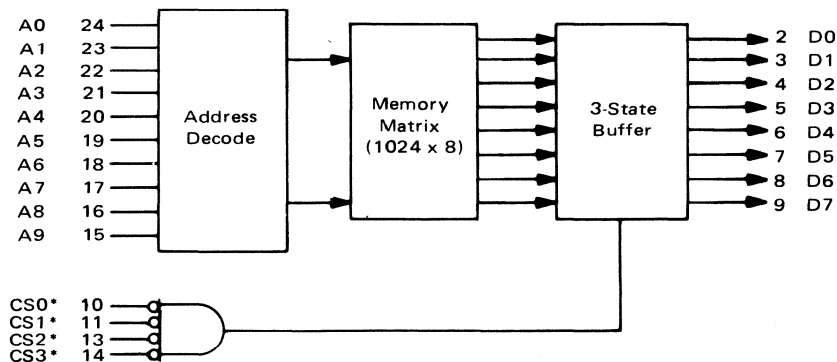 A0 24
A1 23
A2 22
A3 21
A4 20
A5 19
A6 18
A7 17
A8 16
A9 15
Address
Decode
Memory
Matrix
(1024 x 8)
3-State
Buffer
2 D0
3 D1
4 D2
5 D3
6 D4
7 D5
8 D6
9 D7
CS0* 10
CS1* 11
CS2* 13
CS3* 14